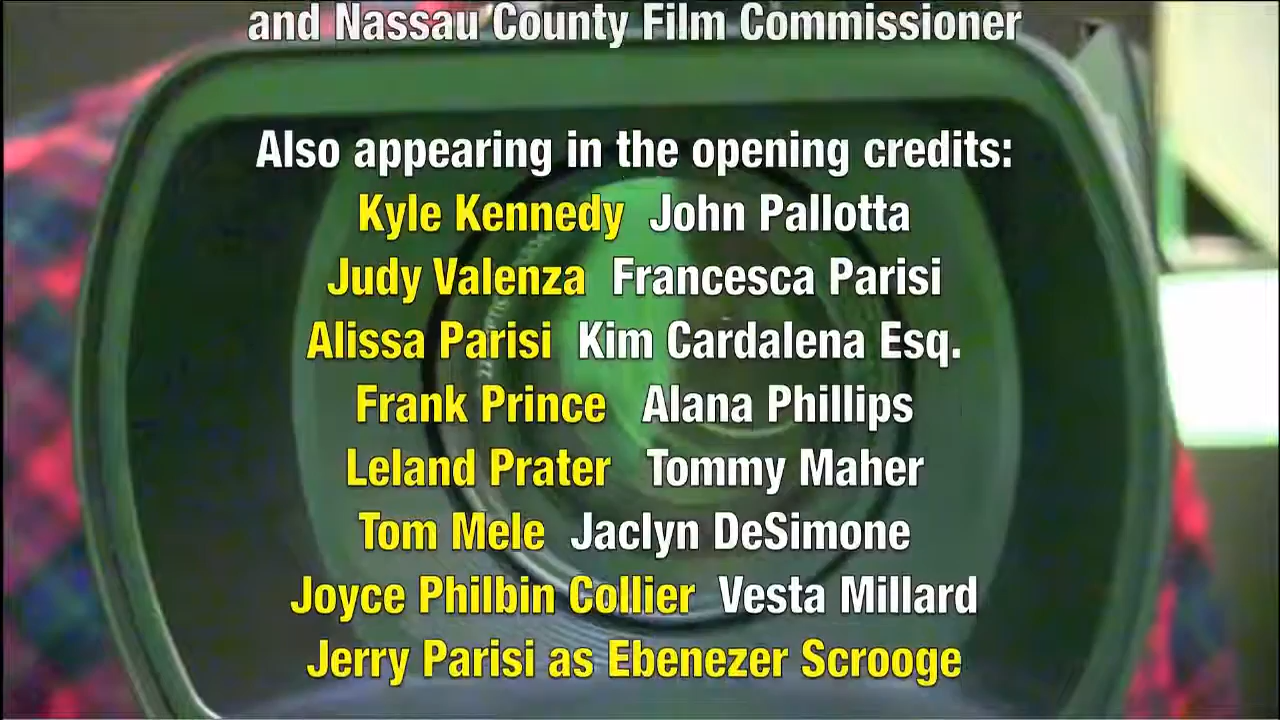 and Nassau County Film Commissioner
Also appearing in the opening credits:
Kyle Kennedy John Pallotta
Judy Valenza Francesca Parisi
Alissa Parisi Kim Cardalena Esq.
Frank Prince Alana Phillips
Leland Prater Tommy Maher
Tom Mele Jaclyn DeSimone
Joyce Philbin Collier Vesta Millard
Jerry Parisi as Ebenezer Scrooge